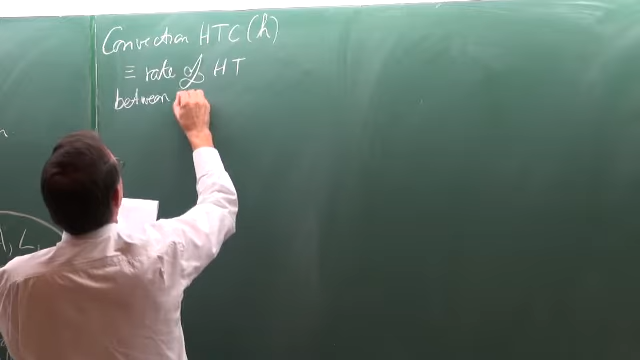 Convection HTC (h)
≡ rate of HT
between
L